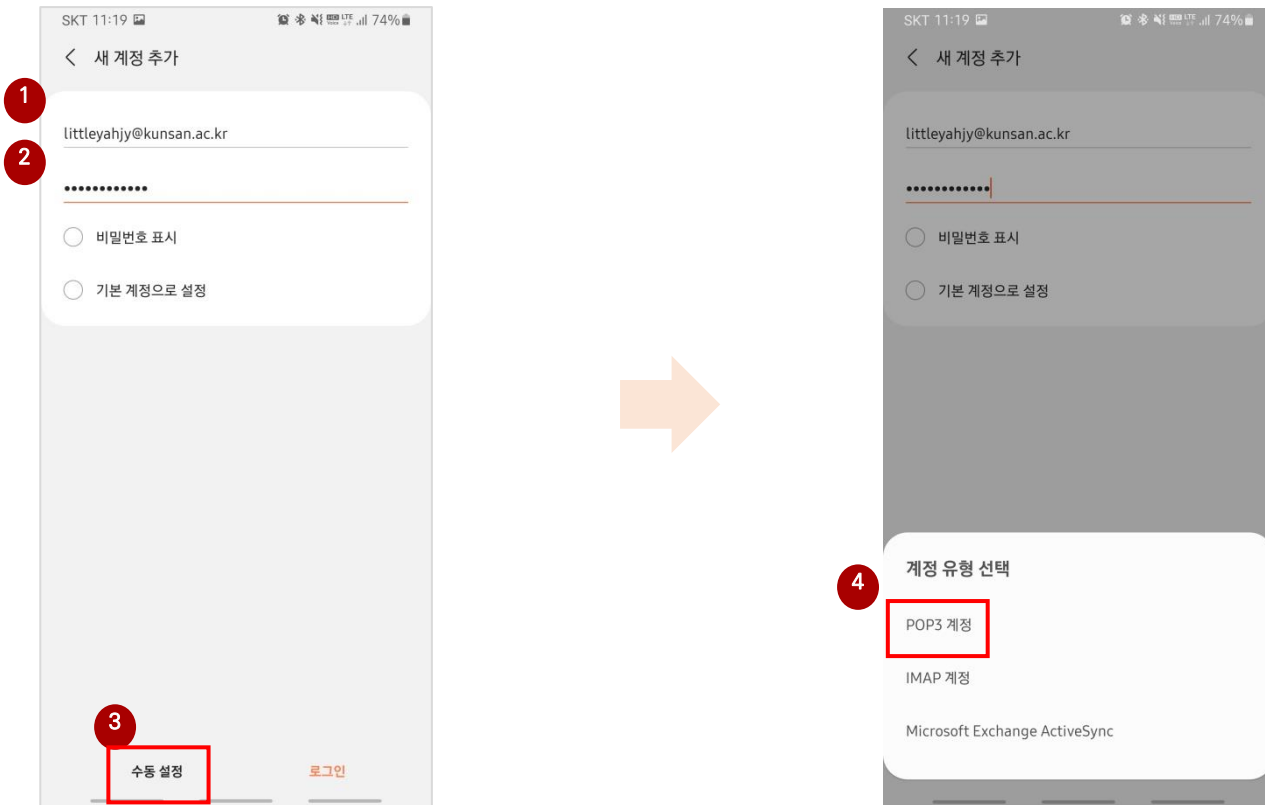 SKT 11:19 74%
새 계정 추가
1
littleyahjy@kunsan.ac.kr
2
••••••••••••
비밀번호 표시
기본 계정으로 설정
3
수동 설정 로그인
SKT 11:19 74%
새 계정 추가
littleyahjy@kunsan.ac.kr
••••••••••••
비밀번호 표시
기본 계정으로 설정
계정 유형 선택
4
POP3 계정
IMAP 계정
Microsoft Exchange ActiveSync